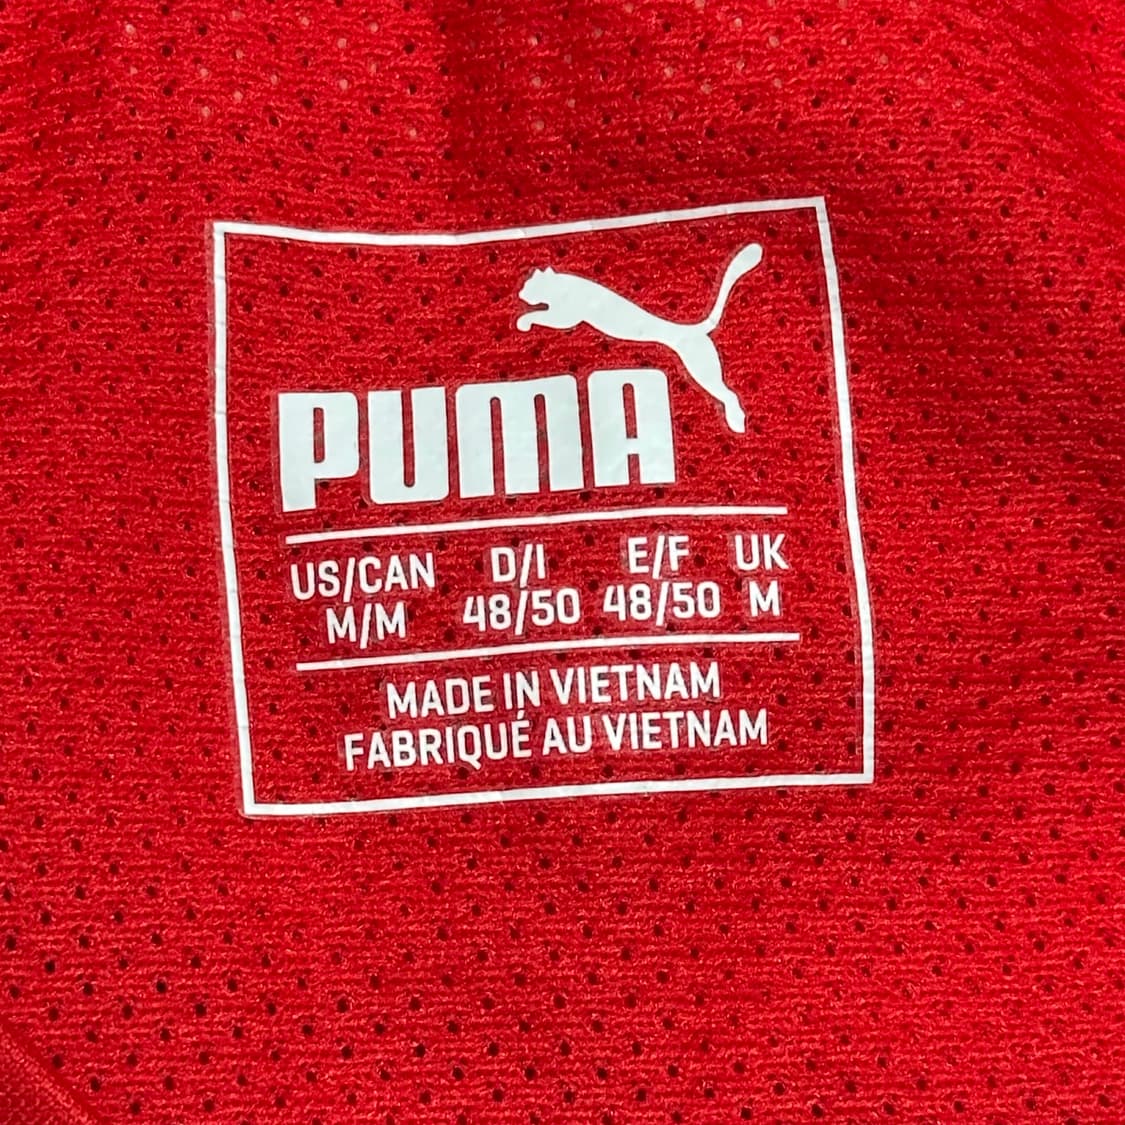 PUMA
US/CAN D/I E/F UK
M/M 48/50 48/50 M
MADE IN VIETNAM
FABRIQUÉ AU VIETNAM